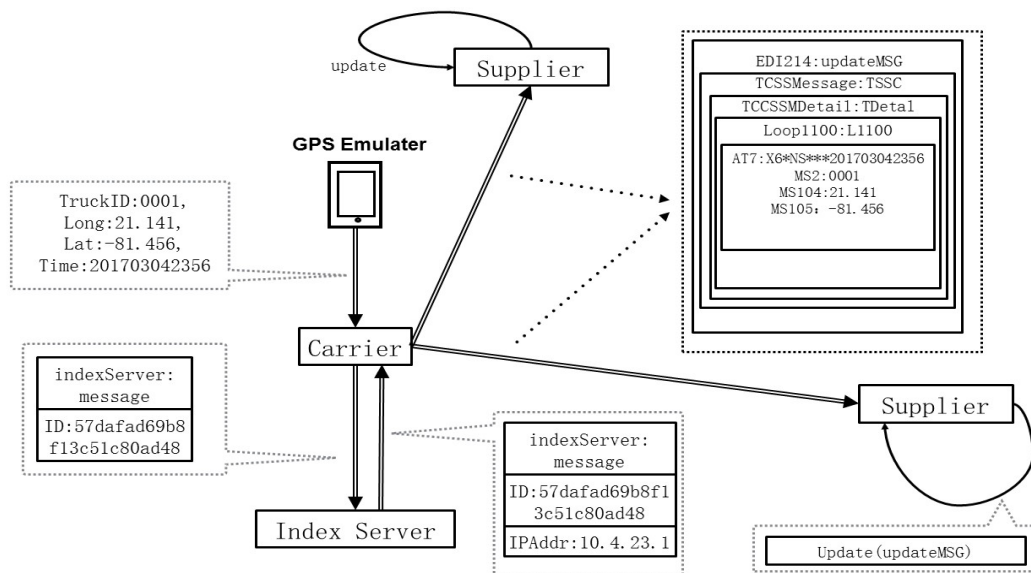 update
Supplier
GPS Emulater
TruckID:0001,
Long:21.141,
Lat:-81.456,
Time:201703042356
EDI214:updateMSG
TCSSMessage:TSSC
TCCSSMDetail:TDetal
Loop1100:L1100
AT7:X6*NS***201703042356
MS2:0001
MS104:21.141
MS105：-81.456
Carrier
indexServer:
message
ID:57dafad69b8
f13c51c80ad48
indexServer:
message
ID:57dafad69b8f1
3c51c80ad48
IPAddr:10.4.23.1
Index Server
Supplier
Update(updateMSG)